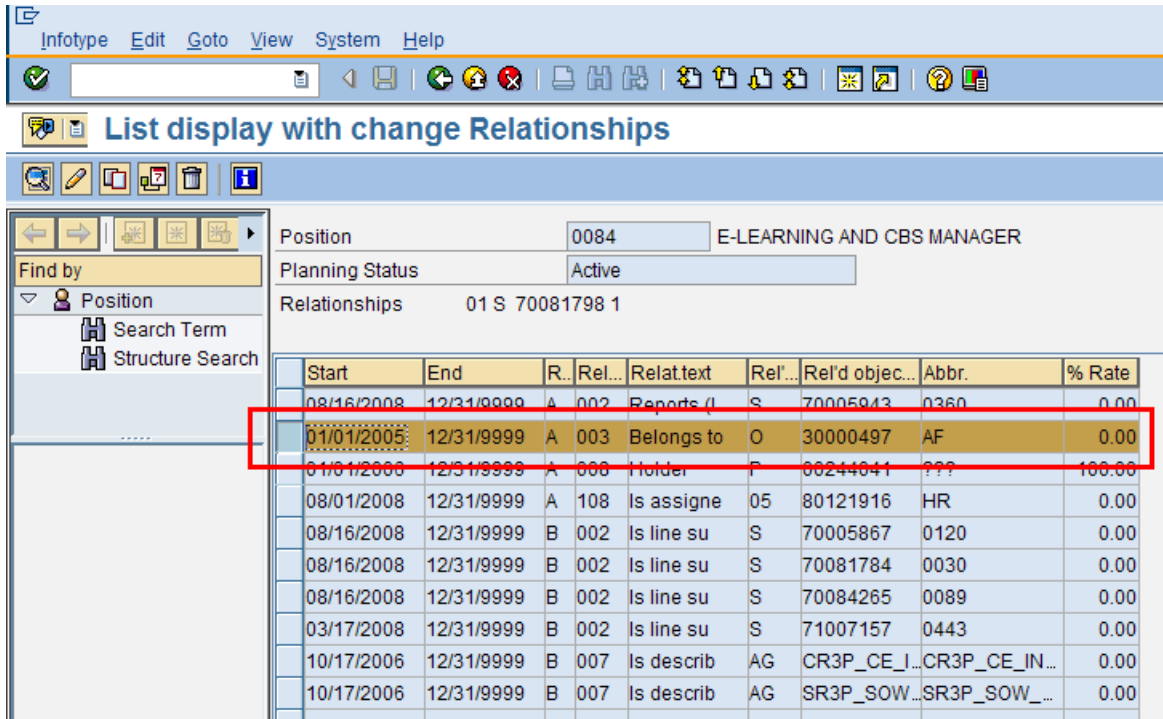 Infotype Edit Goto View System Help
List display with change Relationships
Position 0084 E-LEARNING AND CBS MANAGER
Find by
Planning Status Active
Position
Relationships 01 S 70081798 1
Search Term
Structure Search
Start End R.. Rel... Relat.text Rel'... Rel'd objec... Abbr. % Rate
08/16/2008 12/31/9999 A 002 Reports (L S 70005943 0360 0.00
01/01/2005 12/31/9999 A 003 Belongs to O 30000497 AF 0.00
12/31/9999 A 008 Holder P ??? 100.00
08/01/2008 12/31/9999 A 108 Is assigne 05 80121916 HR 0.00
08/16/2008 12/31/9999 B 002 Is line su S 70005867 0120 0.00
08/16/2008 12/31/9999 B 002 Is line su S 70081784 0030 0.00
08/16/2008 12/31/9999 B 002 Is line su S 70084265 0089 0.00
03/17/2008 12/31/9999 B 002 Is line su S 71007157 0443 0.00
10/17/2006 12/31/9999 B 007 Is describ AG CR3P_CE_I... CR3P_CE_IN... 0.00
10/17/2006 12/31/9999 B 007 Is describ AG SR3P_SOW... SR3P_SOW_... 0.00